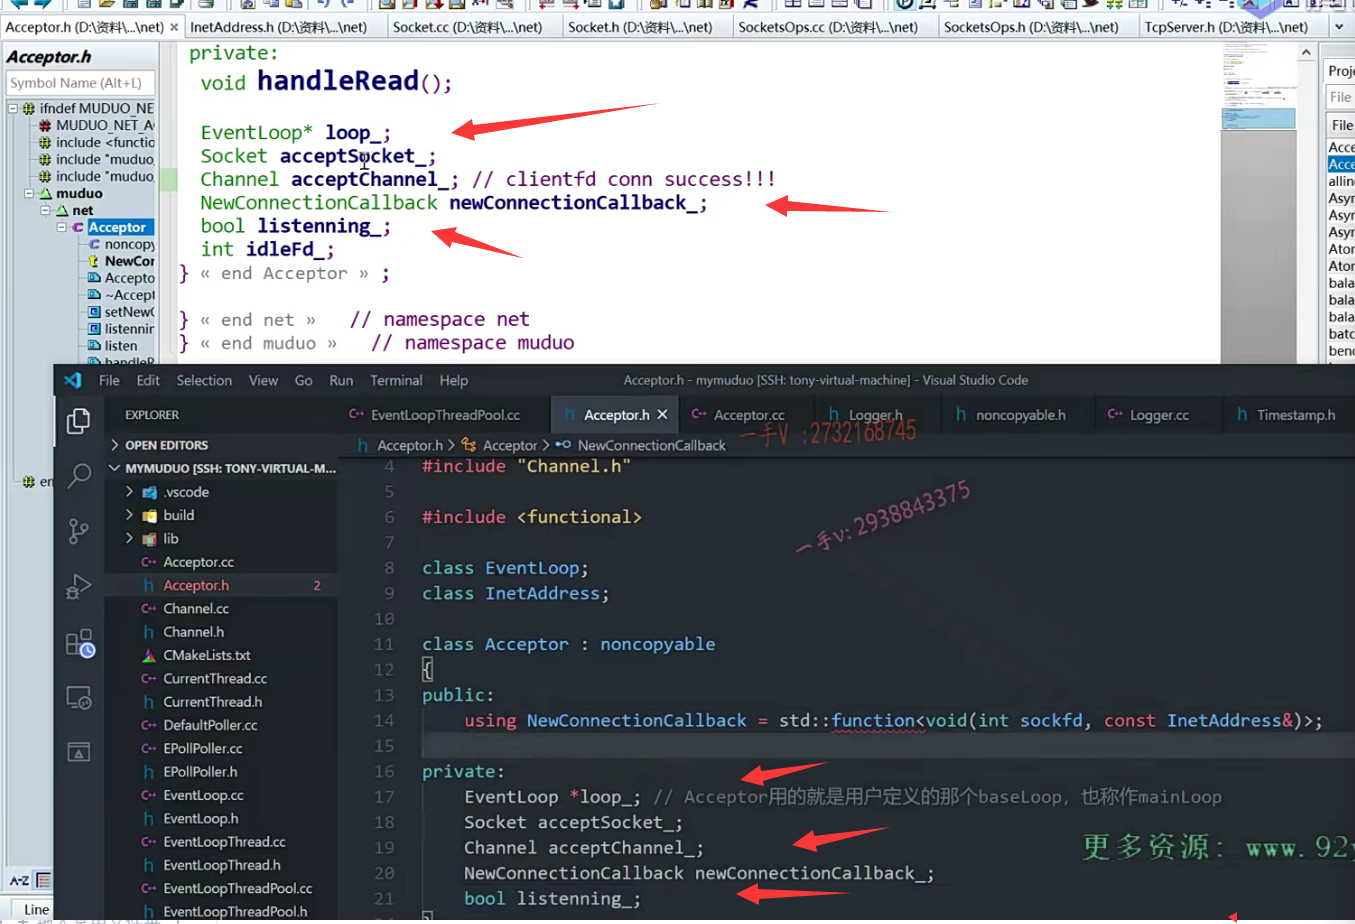 Acceptor.h (D:\资料\...\net) × InetAddress.h (D:\资料\...\net) Socket.cc (D:\资料\...\net) Socket.h (D:\资料\...\net) SocketsOps.cc (D:\资料\...\net) SocketsOps.h (D:\资料\...\net) TcpServer.h (D:\资料\...\net)
Acceptor.h
Symbol Name (Alt+L)
ifndef MUDUO_NE
MUDUO_NET_A
include <functio
include "muduo
include "muduo
muduo
net
Acceptor
noncopy
NewCor
Accepto
~Accept
setNewC
listennin
listen
handleR
A-Z
Line
private:
void handleRead();
EventLoop* loop_;
Socket acceptSocket_;
Channel acceptChannel_; // clientfd conn success!!!
NewConnectionCallback newConnectionCallback_;
bool listenning_;
int idleFd_;
} « end Acceptor » ;
} « end net » // namespace net
} « end muduo » // namespace muduo
Proje
File
File
Acce
Acce
allin
Asyr
Asyr
Asyr
Ator
Ator
bala
bala
bala
batc
benc
File Edit Selection View Go Run Terminal Help
Acceptor.h - mymuduo [SSH: tony-virtual-machine] - Visual Studio Code
EXPLORER
OPEN EDITORS
MYMUDUO [SSH: TONY-VIRTUAL-M...
.vscode
build
lib
Acceptor.cc
Acceptor.h 2
Channel.cc
Channel.h
CMakeLists.txt
CurrentThread.cc
CurrentThread.h
DefaultPoller.cc
EPollPoller.cc
EPollPoller.h
EventLoop.cc
EventLoop.h
EventLoopThread.cc
EventLoopThread.h
EventLoopThreadPool.cc
EventLoopThreadPool.h
EventLoopThreadPool.cc Acceptor.h × Acceptor.cc Logger.h noncopyable.h Logger.cc Timestamp.h
Acceptor.h > Acceptor > NewConnectionCallback
一手V :2732168745
一手v:2938843375
4 #include "Channel.h"
5
6 #include <functional>
7
8 class EventLoop;
9 class InetAddress;
10
11 class Acceptor : noncopyable
12 {
13 public:
14 using NewConnectionCallback = std::function<void(int sockfd, const InetAddress&)>;
15
16 private:
17 EventLoop *loop_; // Acceptor用的就是用户定义的那个baseLoop，也称作mainLoop
18 Socket acceptSocket_;
19 Channel acceptChannel_;
20 NewConnectionCallback newConnectionCallback_;
21 bool listenning_;
更多资源: www.92y